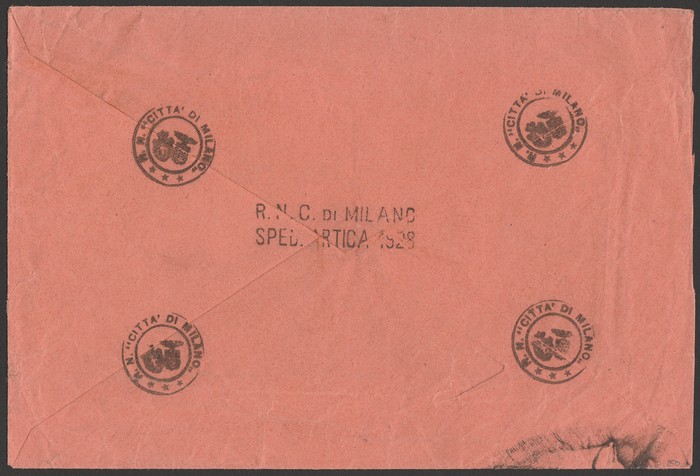 R. N. "CITTA' DI MILANO"
R. N. "CITTA' DI MILANO"
R. N. C. DI MILANO
SPED. ARTICA 1928
R. N. "CITTA' DI MILANO"
R. N. "CITTA' DI MILANO"